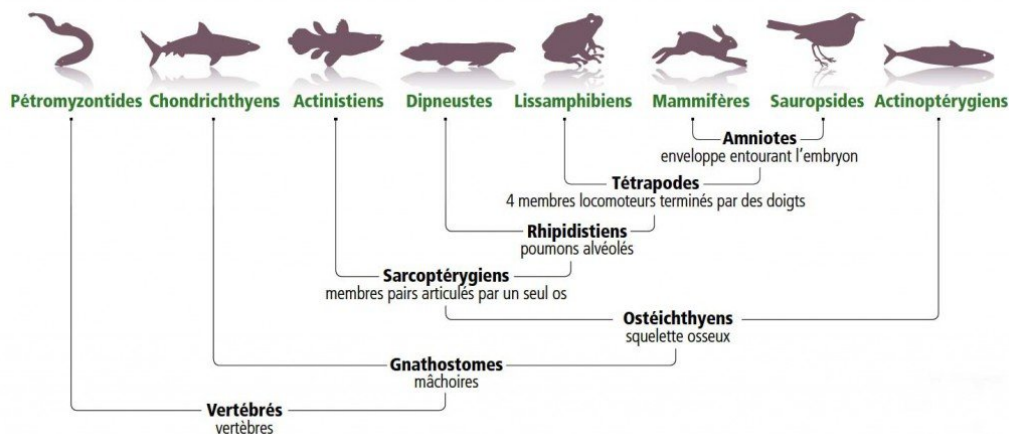 Pétromyzontides Chondrichthyens Actinistiens Dipneustes Lissamphibiens Mammifères Sauropsides Actinoptérygiens
Amniotes
enveloppe entourant l'embryon
Tétrapodes
4 membres locomoteurs terminés par des doigts
Rhipidistiens
poumons alvéolés
Sarcoptérygiens
membres pairs articulés par un seul os
Ostéichthyens
squelette osseux
Gnathostomes
mâchoires
Vertébrés
vertèbres